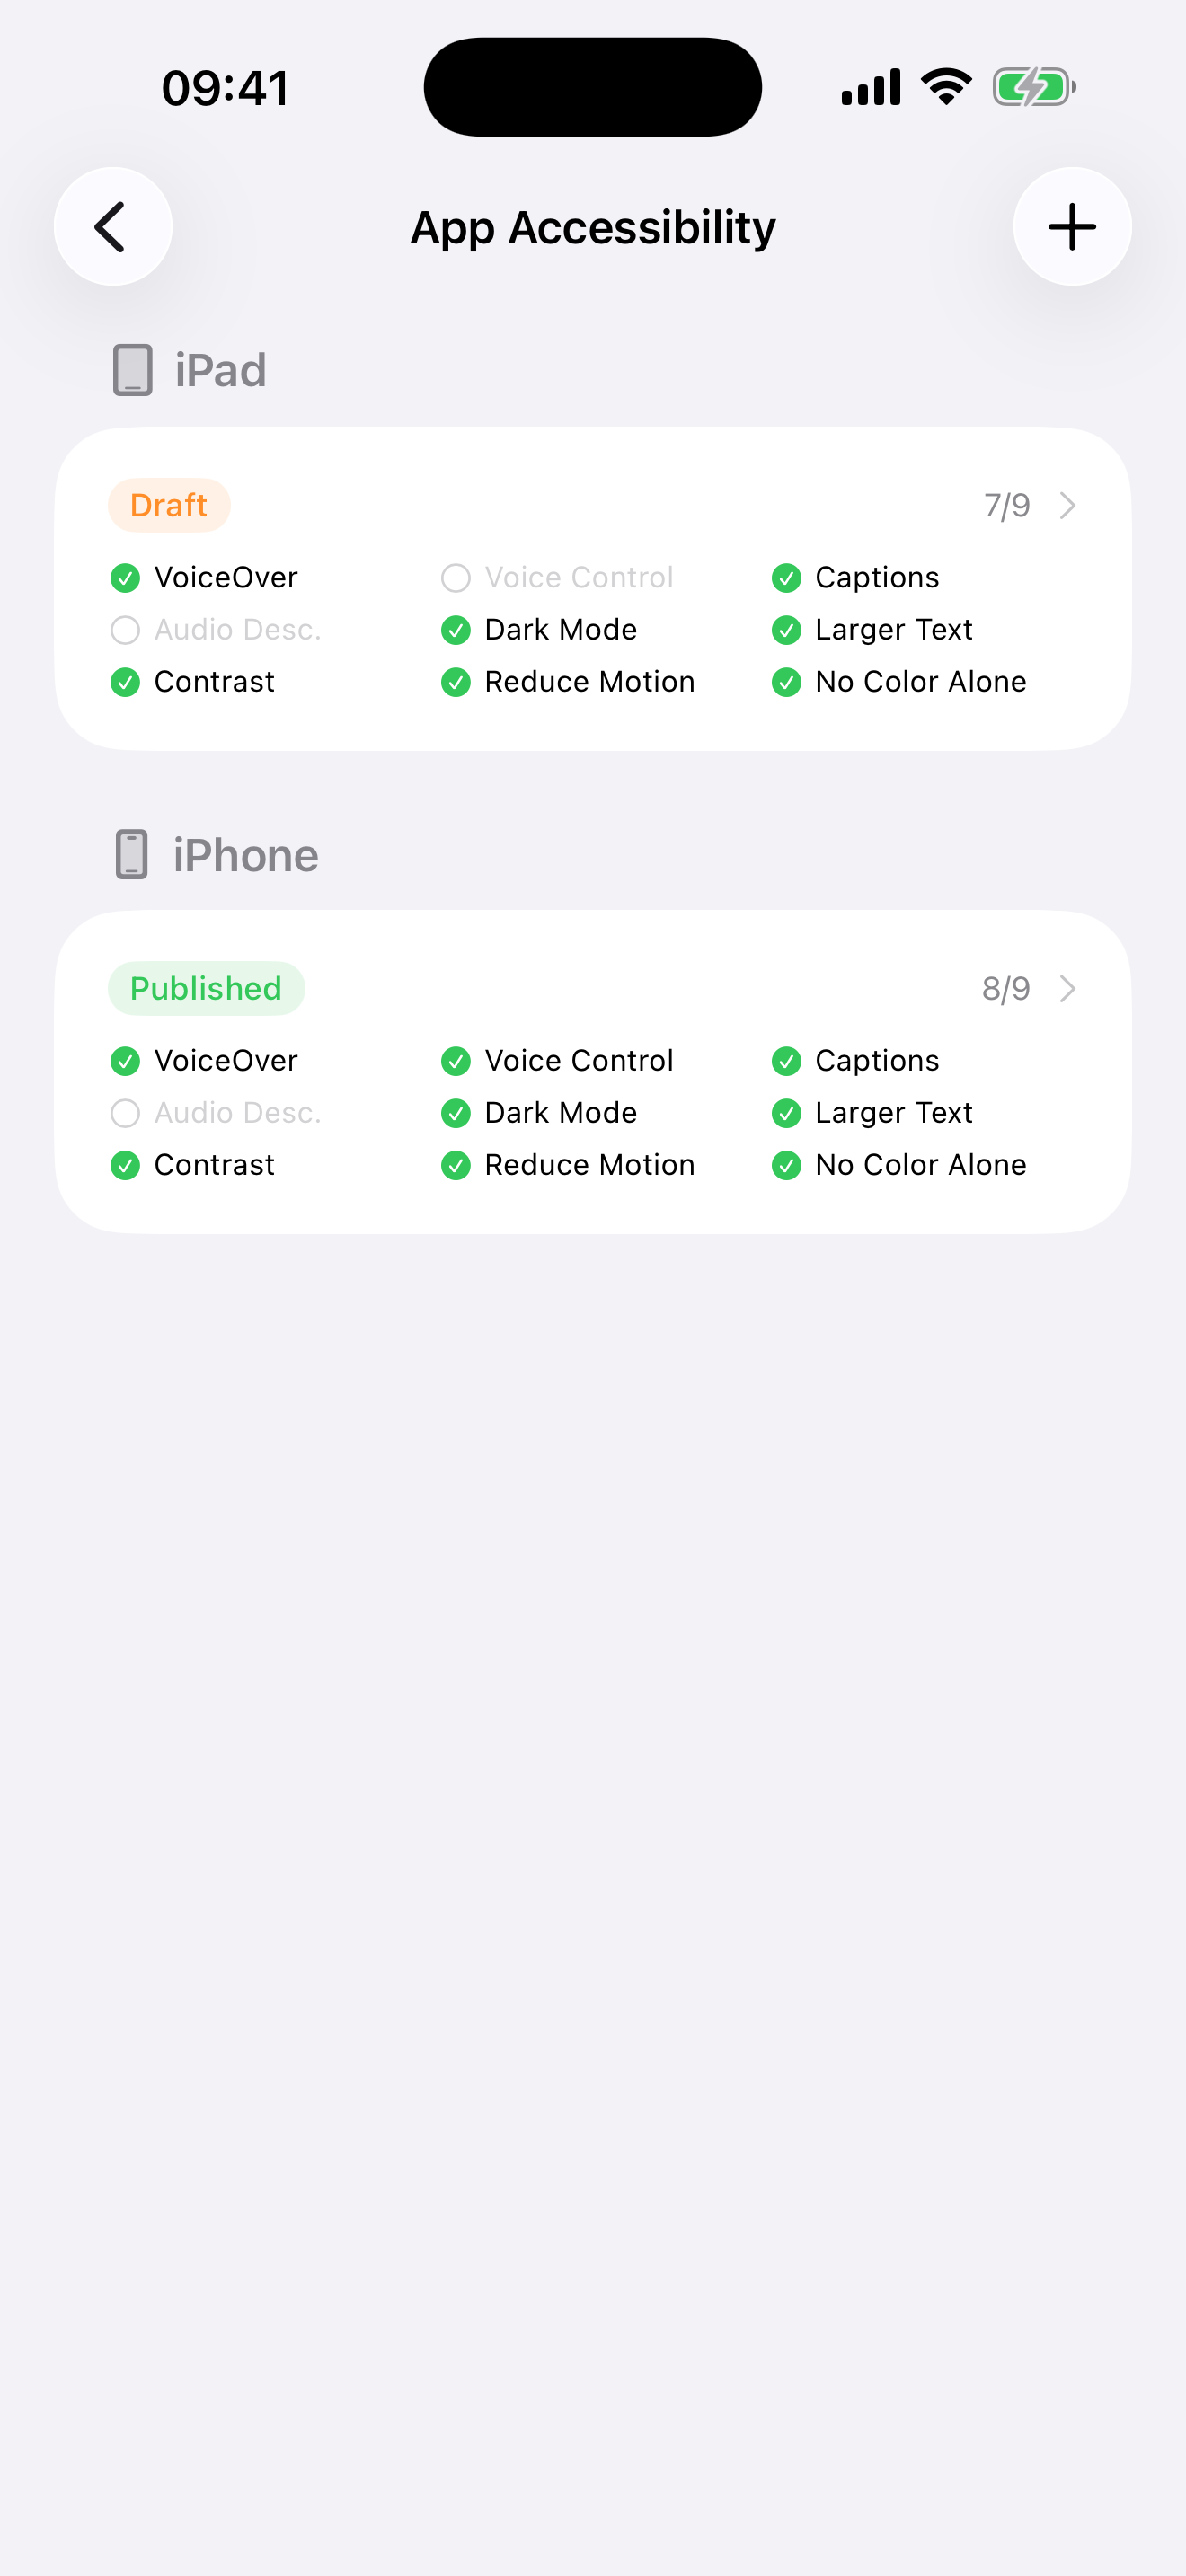 09:41
App Accessibility
iPad
Draft 7/9
VoiceOver Voice Control Captions
Audio Desc. Dark Mode Larger Text
Contrast Reduce Motion No Color Alone
iPhone
Published 8/9
VoiceOver Voice Control Captions
Audio Desc. Dark Mode Larger Text
Contrast Reduce Motion No Color Alone